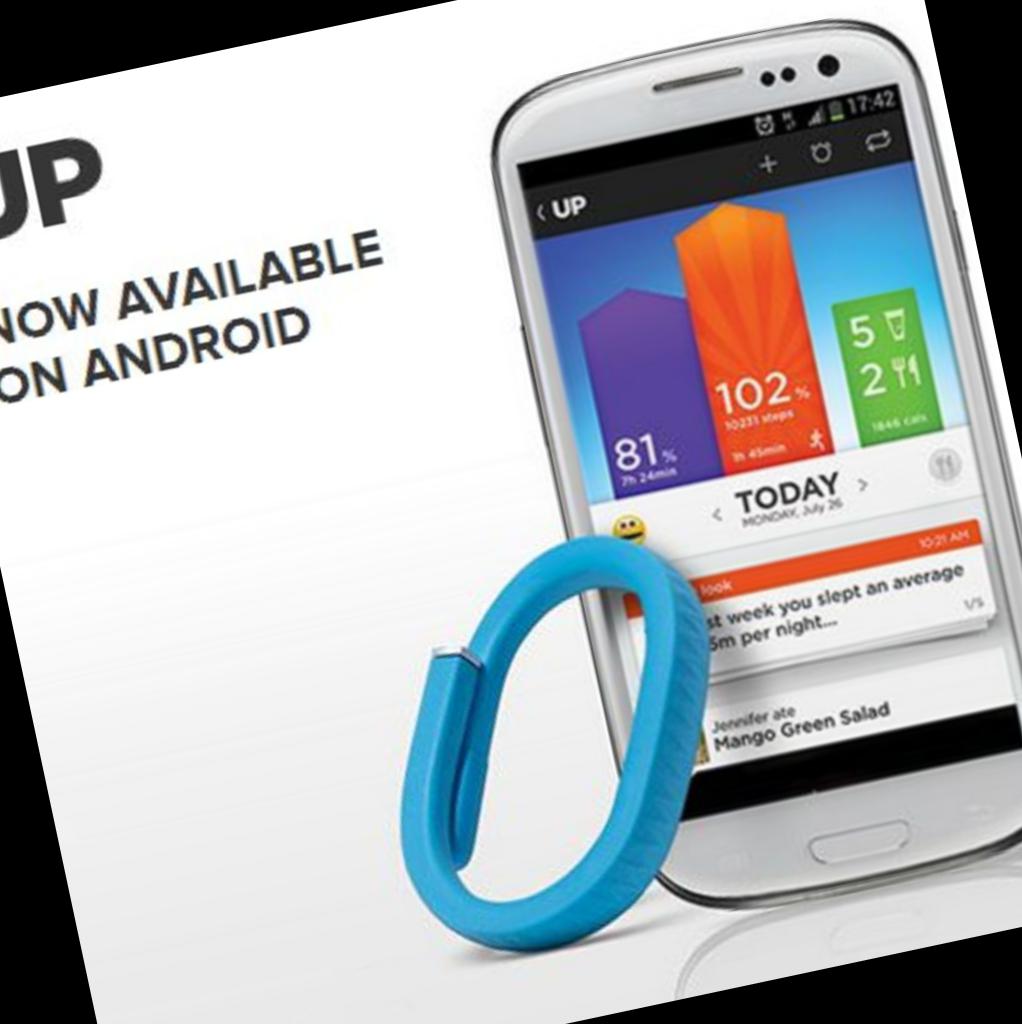 UP
NOW AVAILABLE
ON ANDROID
17:42
UP
81%
7h 24min
102%
10231 steps
1h 45min
5
2
1846 cals
TODAY
MONDAY, July 26
look
10:21 AM
st week you slept an average
5m per night...
1/5
Jennifer ate
Mango Green Salad